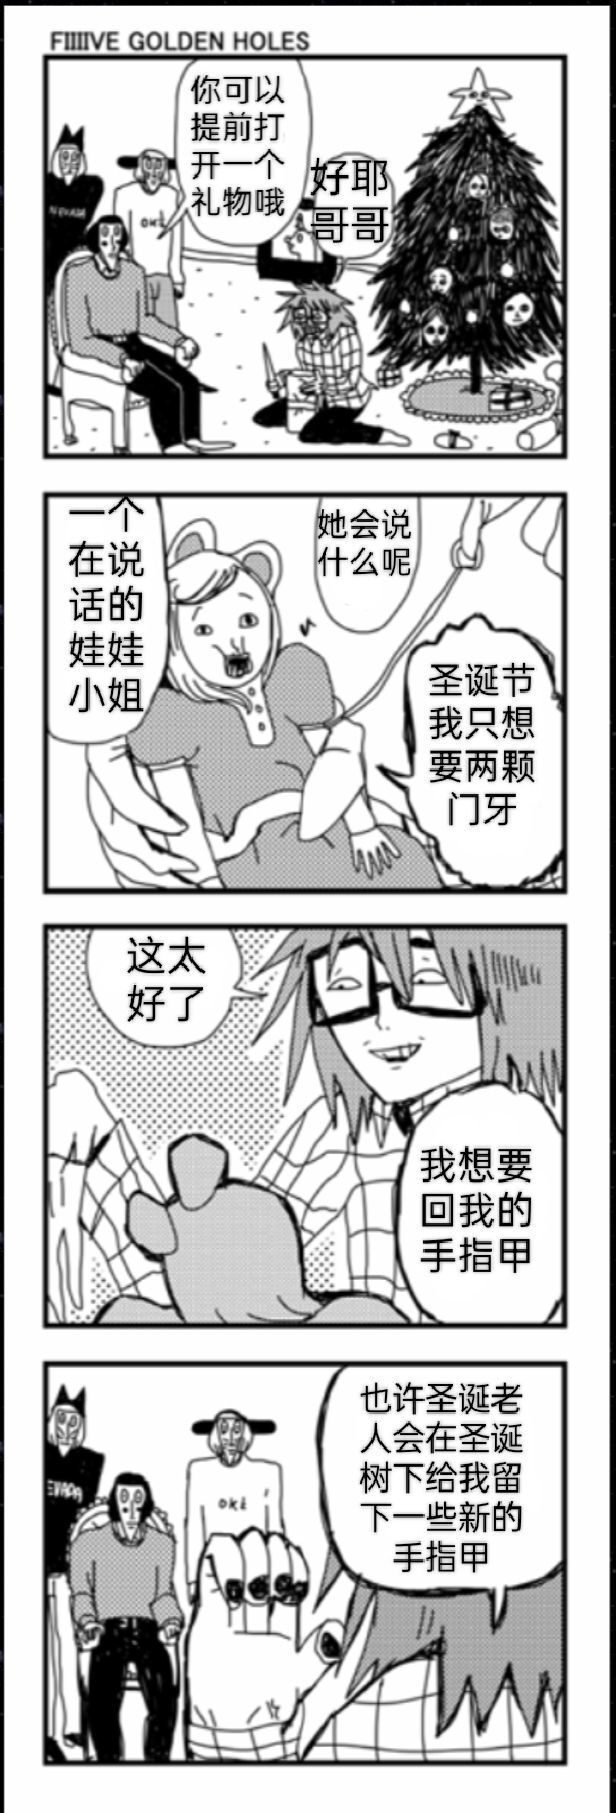 FIIIIVE GOLDEN HOLES
你可以
提前打
开一个
礼物哦
好耶
哥哥
NEVADA
OKL
一个
在说
话的
娃娃
小姐
她会说
什么呢
圣诞节
我只想
要两颗
门牙
这太
好了
我想要
回我的
手指甲
也许圣诞老
人会在圣诞
树下给我留
下一些新的
手指甲
EVADA
OKL